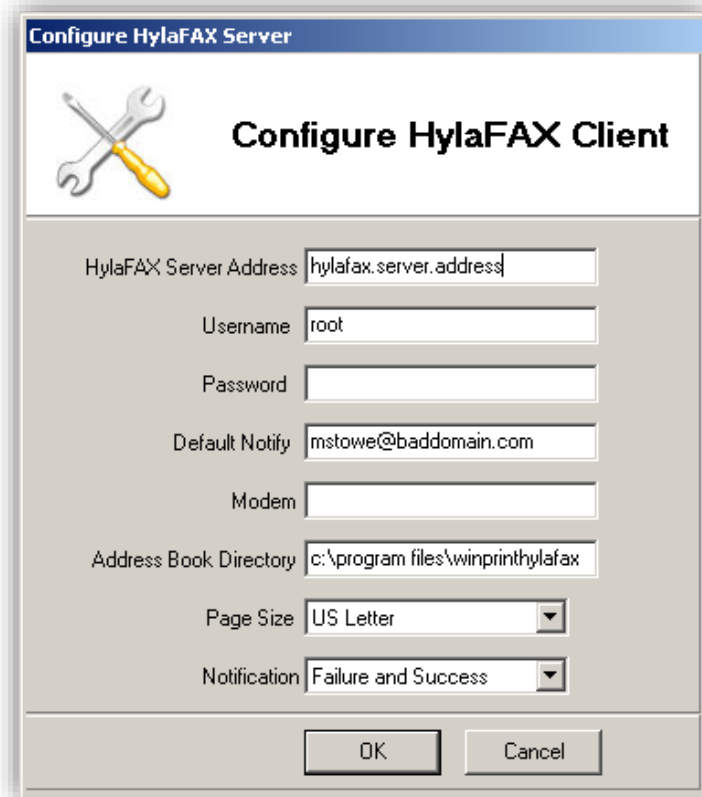 Configure HylaFAX Server
Configure HylaFAX Client
HylaFAX Server Address hylafax.server.address
Username root
Password
Default Notify mstowe@baddomain.com
Modem
Address Book Directory c:\program files\winprinthylafax
Page Size US Letter
Notification Failure and Success
OK Cancel